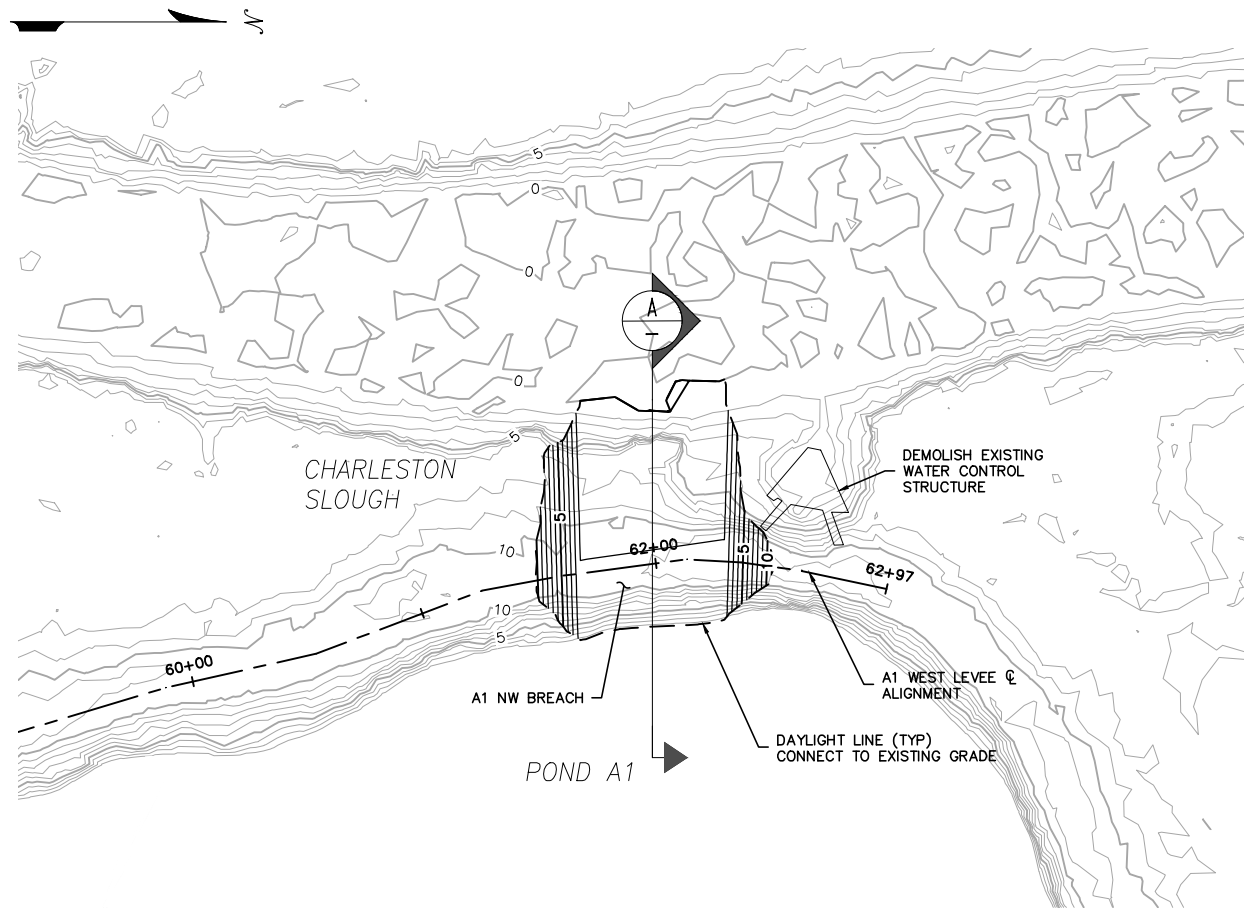 N
5
0
0
A
0
5
CHARLESTON
SLOUGH
DEMOLISH EXISTING
WATER CONTROL
STRUCTURE
5
10
62+00
5
10
62+97
10
5
60+00
A1 NW BREACH
A1 WEST LEVEE ℄
ALIGNMENT
DAYLIGHT LINE (TYP)
CONNECT TO EXISTING GRADE
POND A1